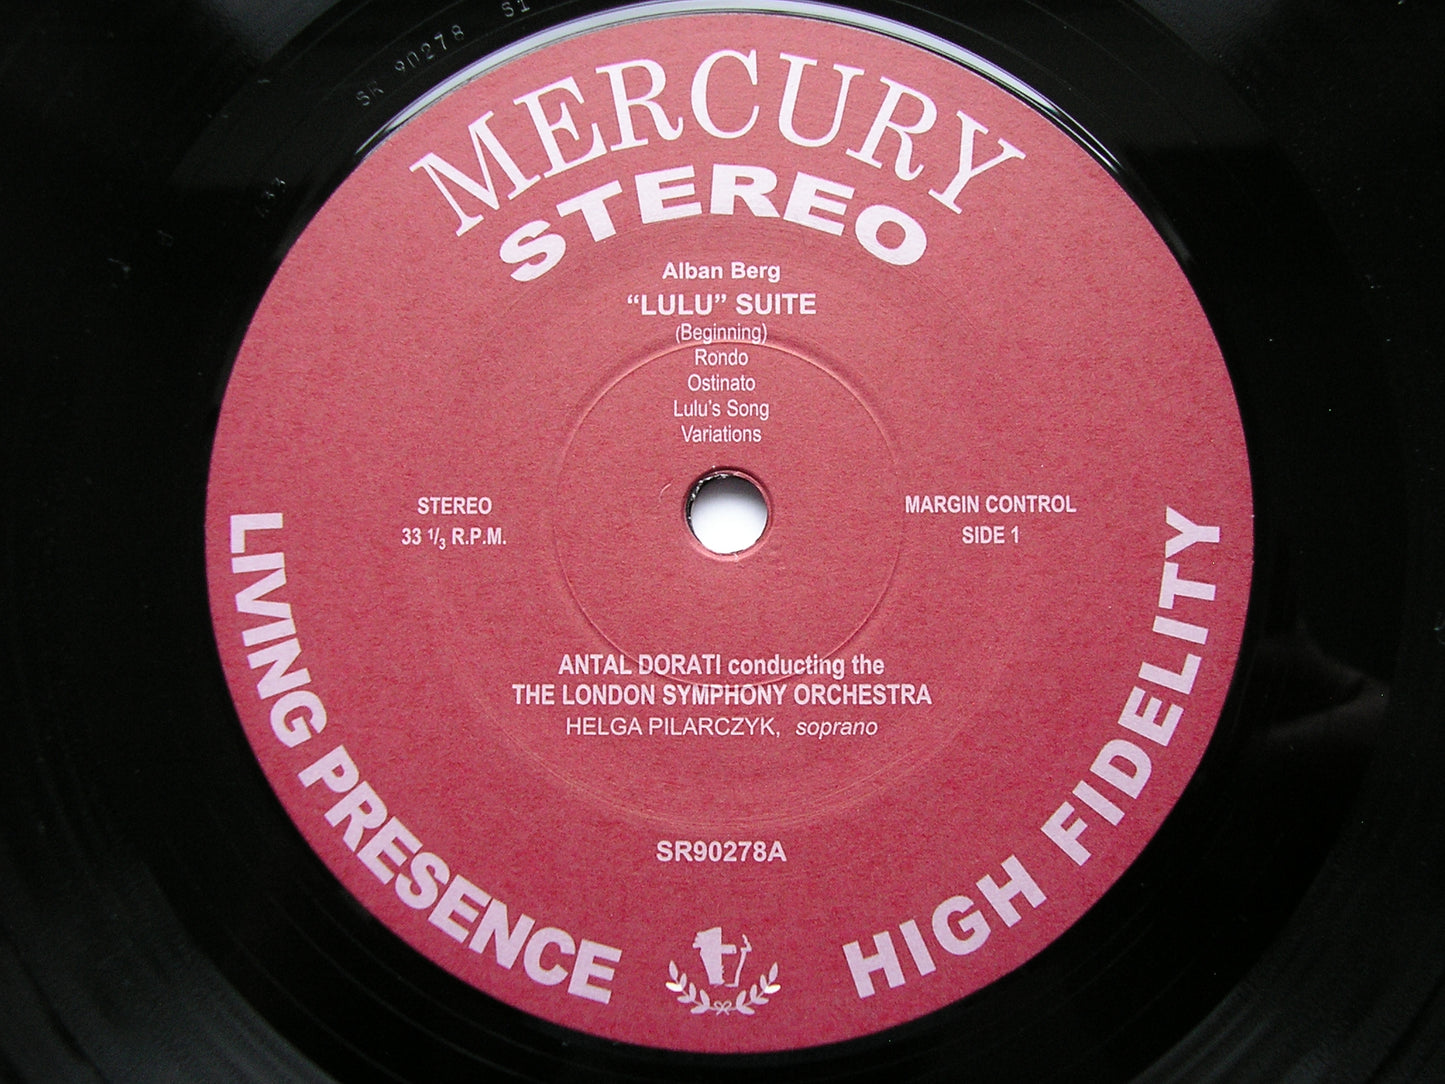 SR 90278 S1
MERCURY
STEREO
Alban Berg
“LULU” SUITE
(Beginning)
Rondo
Ostinato
Lulu’s Song
Variations
STEREO
33 1/3 R.P.M.
MARGIN CONTROL
SIDE 1
ANTAL DORATI conducting the
THE LONDON SYMPHONY ORCHESTRA
HELGA PILARCZYK, soprano
SR90278A
LIVING PRESENCE
HIGH FIDELITY